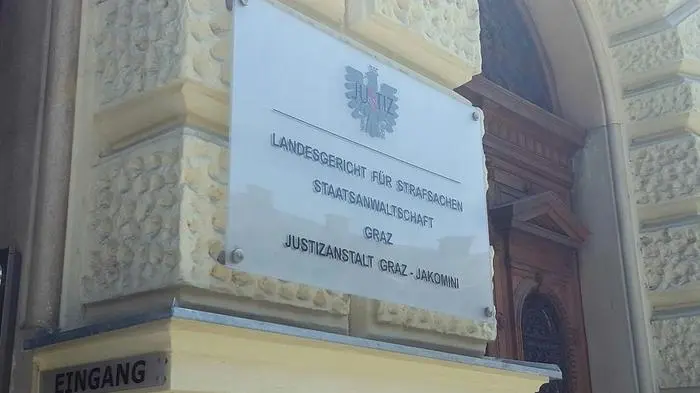 JUSTIZ
LANDESGERICHT FÜR STRAFSACHEN
STAATSANWALTSCHAFT
GRAZ
JUSTIZANSTALT GRAZ - JAKOMINI
EINGANG